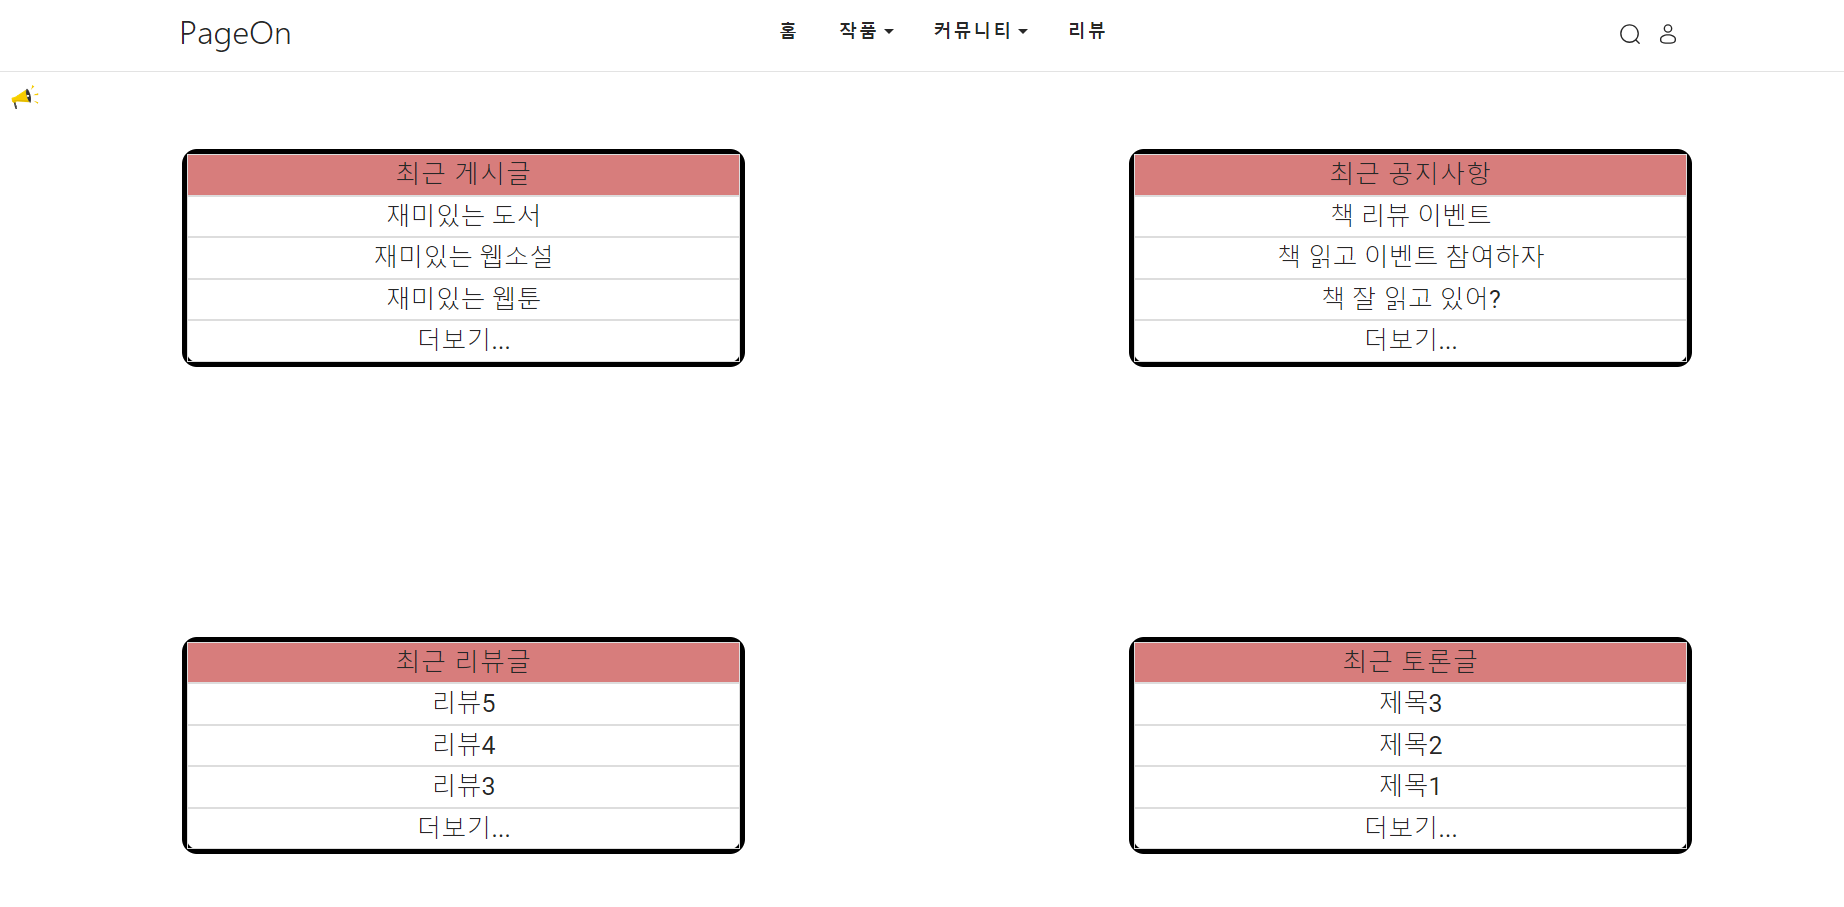 PageOn 홈 작품 커뮤니티 리뷰
최근 게시글
재미있는 도서
재미있는 웹소설
재미있는 웹툰
더보기...
최근 공지사항
책 리뷰 이벤트
책 읽고 이벤트 참여하자
책 잘 읽고 있어?
더보기...
최근 리뷰글
리뷰5
리뷰4
리뷰3
더보기...
최근 토론글
제목3
제목2
제목1
더보기...